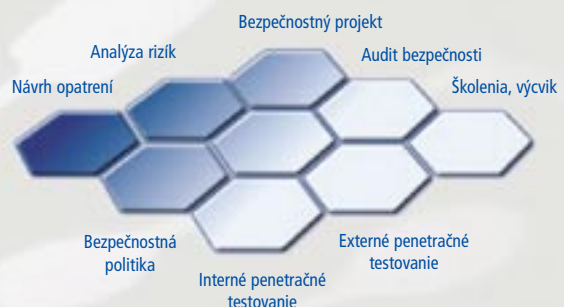 Bezpečnostný projekt
Analýza rizík
Audit bezpečnosti
Návrh opatrení
Školenia, výcvik
Bezpečnostná
politika
Externé penetračné
testovanie
Interné penetračné
testovanie